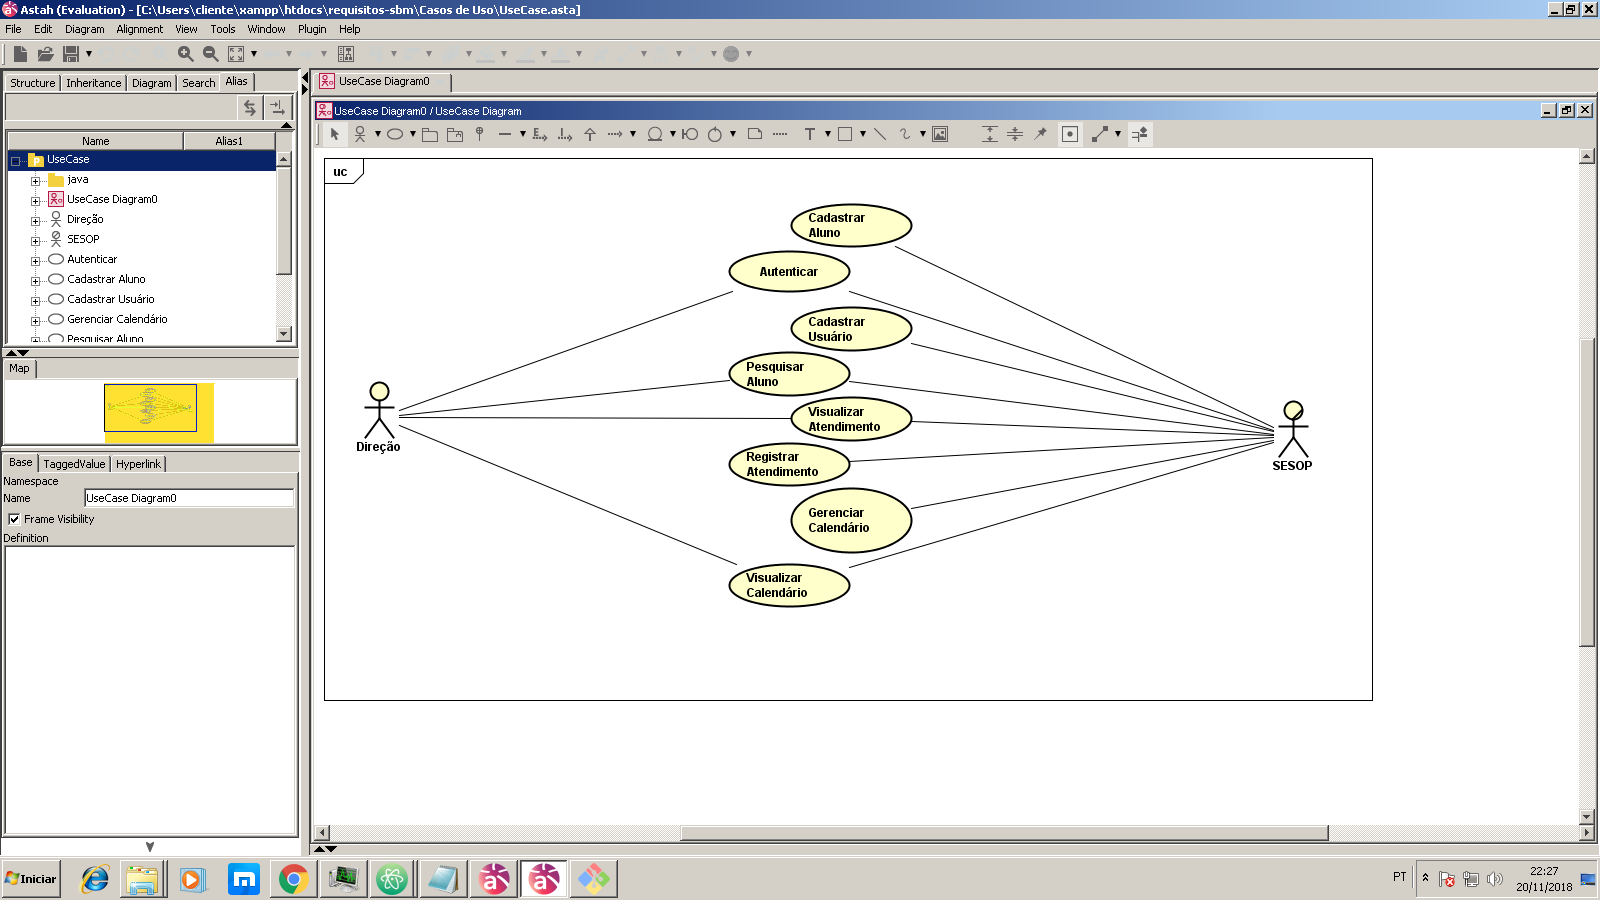 Astah (Evaluation) - [C:\Users\cliente\xampp\htdocs\requisitos-sbm\Casos de Uso\UseCase.asta]
File Edit Diagram Alignment View Tools Window Plugin Help
Structure Inheritance Diagram Search Alias
Name Alias1
UseCase
java
UseCase Diagram0
Direção
SESOP
Autenticar
Cadastrar Aluno
Cadastrar Usuário
Gerenciar Calendário
Pesquisar Aluno
Map
Base TaggedValue Hyperlink
Namespace
Name UseCase Diagram0
Frame Visibility
Definition
UseCase Diagram0
UseCase Diagram0 / UseCase Diagram
uc
Cadastrar
Aluno
Autenticar
Cadastrar
Usuário
Pesquisar
Aluno
Visualizar
Atendimento
Registrar
Atendimento
Gerenciar
Calendário
Visualizar
Calendário
Direção
SESOP
Iniciar
PT
22:27
20/11/2018